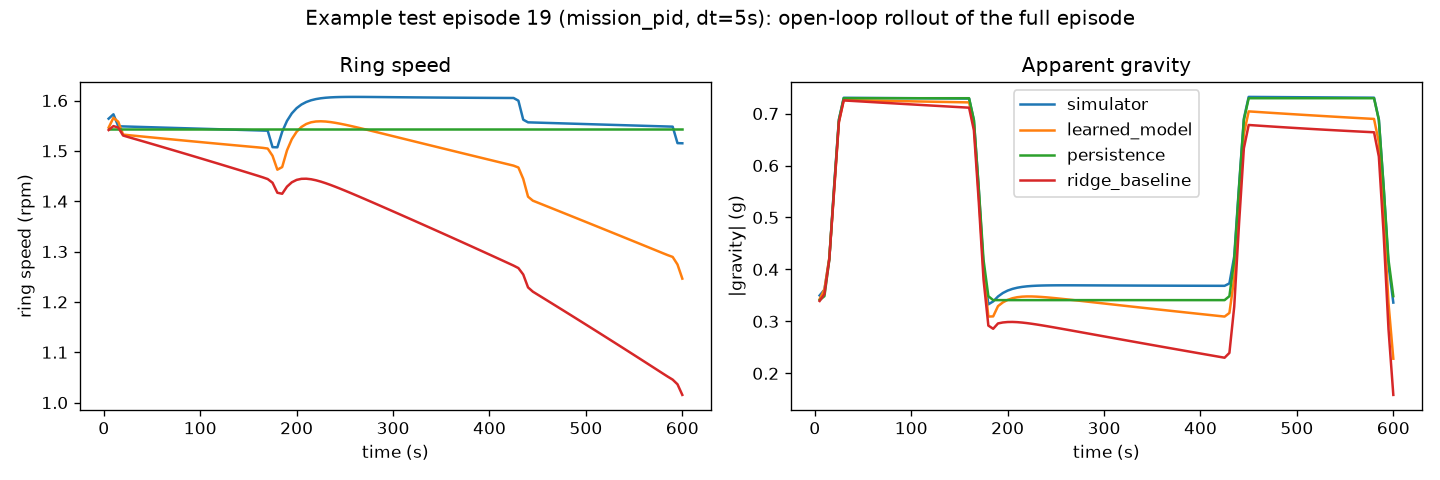 Example test episode 19 (mission_pid, dt=5s): open-loop rollout of the full episode
Ring speed
ring speed (rpm)
1.6
1.5
1.4
1.3
1.2
1.1
1.0
0
100
200
300
400
500
600
time (s)
Apparent gravity
|gravity| (g)
0.7
0.6
0.5
0.4
0.3
0.2
simulator
learned_model
persistence
ridge_baseline
0
100
200
300
400
500
600
time (s)